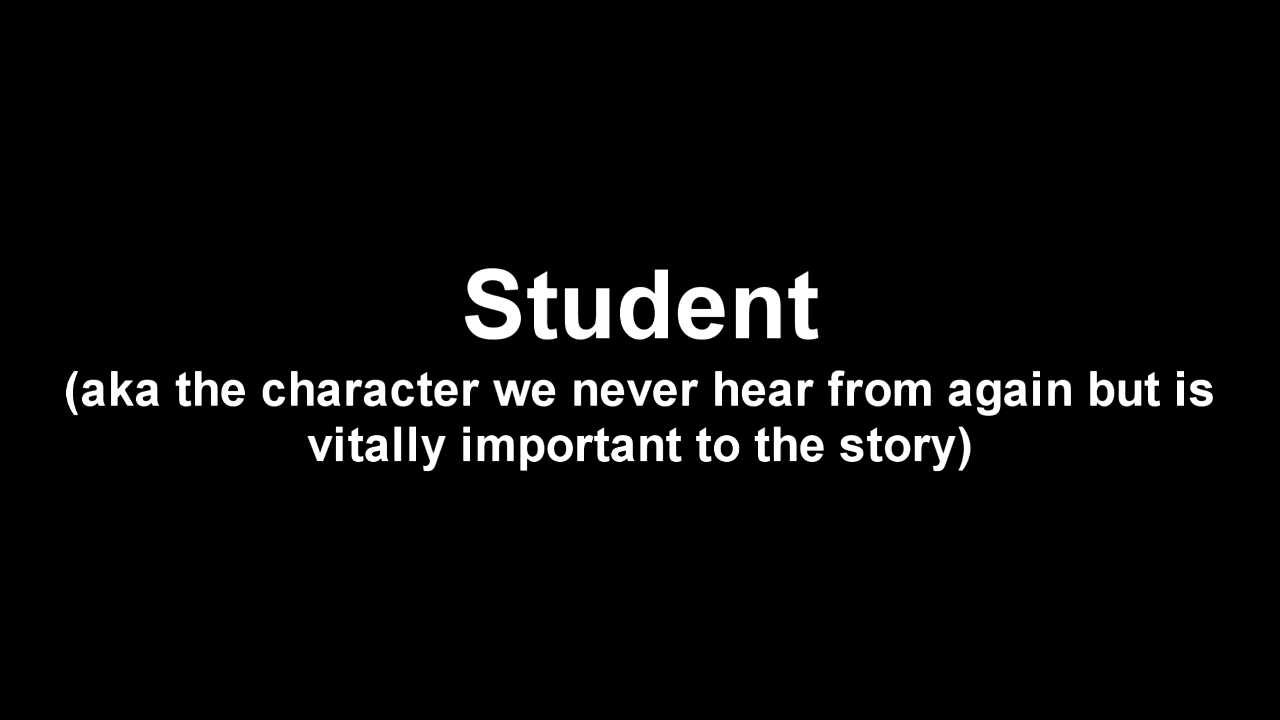 Student
(aka the character we never hear from again but is
vitally important to the story)